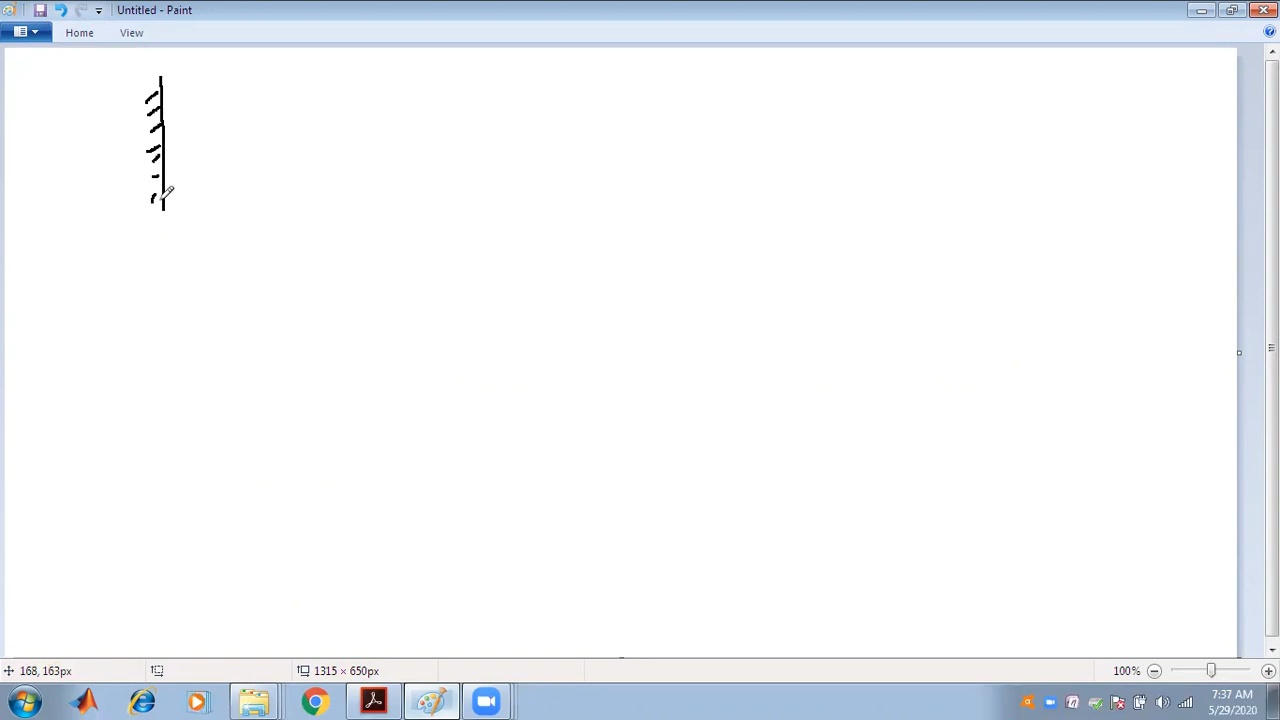 Untitled - Paint
Home View
168, 163px 1315 × 650px 100%
7:37 AM
5/29/2020